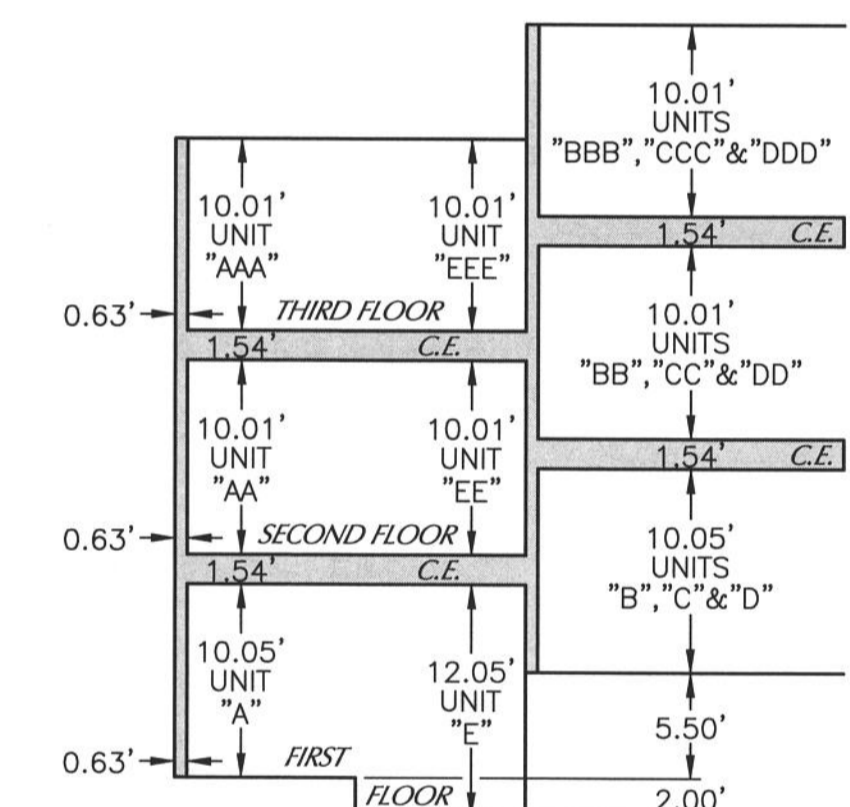 10.01'
UNITS
"BBB","CCC"&"DDD"
10.01'
UNIT
"AAA"
10.01'
UNIT
"EEE"
1.54'
C.E.
0.63'
THIRD FLOOR
10.01'
UNITS
"BB","CC"&"DD"
1.54'
C.E.
10.01'
UNIT
"AA"
10.01'
UNIT
"EE"
1.54'
C.E.
0.63'
SECOND FLOOR
10.05'
UNITS
"B","C"&"D"
1.54'
C.E.
10.05'
UNIT
"A"
12.05'
UNIT
"E"
5.50'
0.63'
FIRST
FLOOR
2.00'